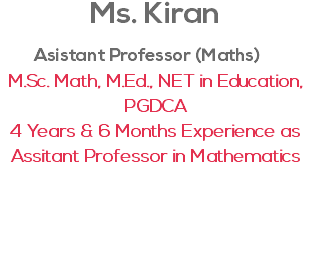 Ms. Kiran
Asistant Professor (Maths)
M.Sc. Math, M.Ed., NET in Education,
PGDCA
4 Years & 6 Months Experience as
Assitant Professor in Mathematics